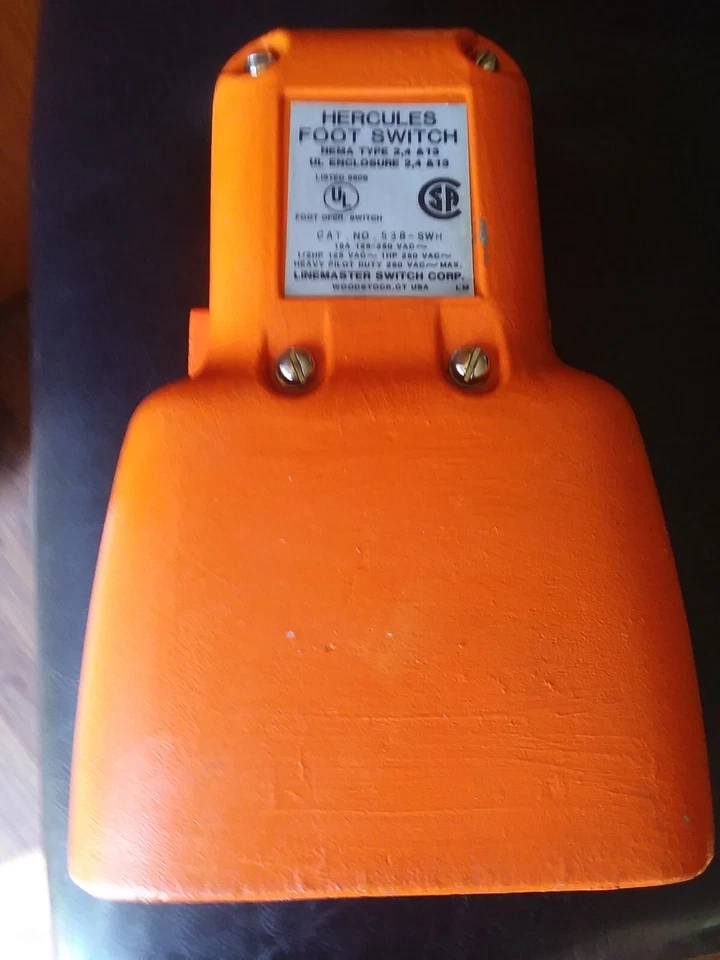 HERCULES
FOOT SWITCH
NEMA TYPE 2,4 & 13
UL ENCLOSURE 2,4 & 13
LISTED
UL
SA
FOOT OPER. SWITCH
CAT. NO. 538-SWH
15A 125-250 VAC~
1/2HP 125 VAC~ 1HP 250 VAC~
HEAVY PILOT DUTY 250 VAC~ MAX.
LINEMASTER SWITCH CORP.
WOODSTOCK, CT USA LM